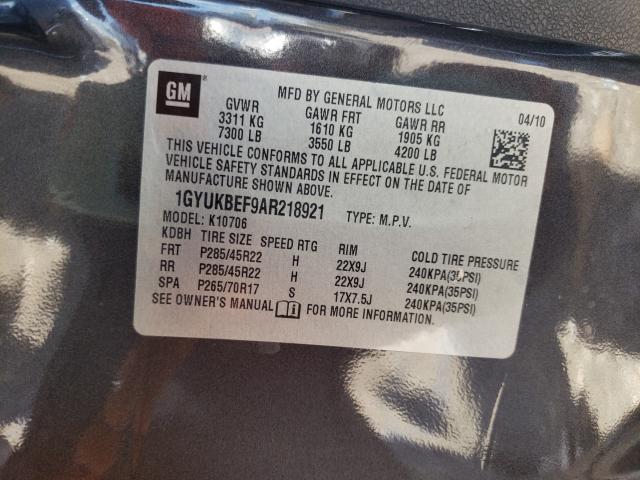 GM
MFD BY GENERAL MOTORS LLC
GVWR GAWR FRT GAWR RR 04/10
3311 KG 1610 KG 1905 KG
7300 LB 3550 LB 4200 LB
THIS VEHICLE CONFORMS TO ALL APPLICABLE U.S. FEDERAL MOTOR
VEHICLE SAFETY STANDARDS IN EFFECT ON THE DATE OF
MANUFACTURE SHOWN ABOVE.
1GYUKBEF9AR218921 TYPE: M.P.V.
MODEL: K10706
KDBH TIRE SIZE SPEED RTG RIM COLD TIRE PRESSURE
FRT P285/45R22 H 22X9J 240KPA(35PSI)
RR P285/45R22 H 22X9J 240KPA(35PSI)
SPA P265/70R17 S 17X7.5J 240KPA(35PSI)
SEE OWNER'S MANUAL FOR MORE INFORMATION.